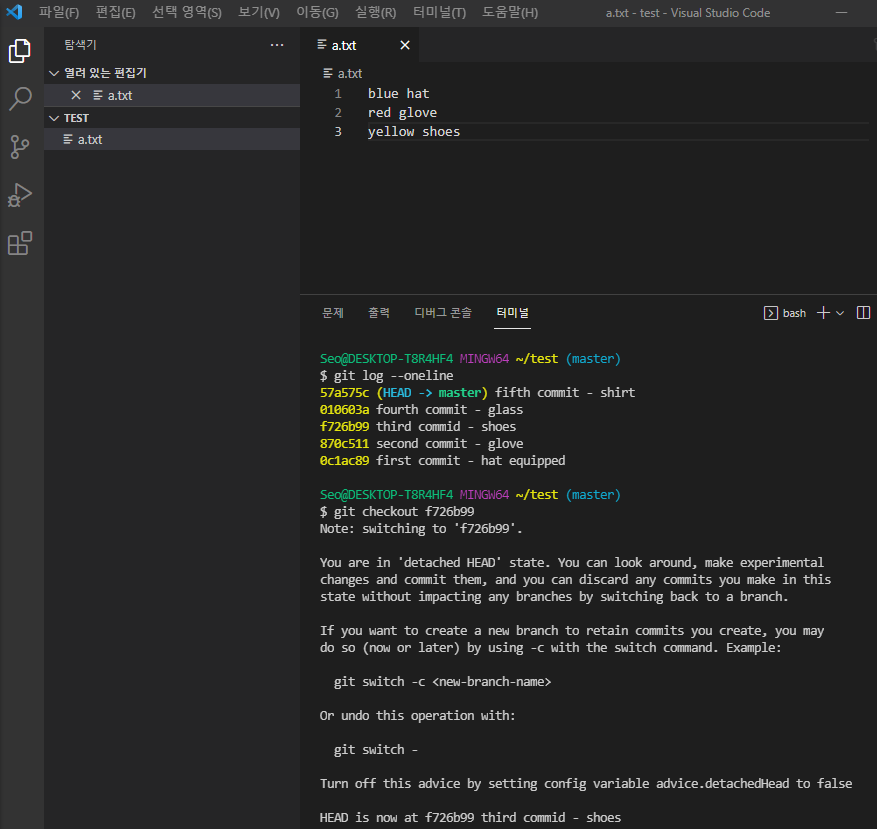 파일(F) 편집(E) 선택 영역(S) 보기(V) 이동(G) 실행(R) 터미널(T) 도움말(H) a.txt - test - Visual Studio Code
탐색기
열려 있는 편집기
a.txt
TEST
a.txt
a.txt
a.txt
1 blue hat
2 red glove
3 yellow shoes
문제 출력 디버그 콘솔 터미널 bash
Seo@DESKTOP-T8R4HF4 MINGW64 ~/test (master)
$ git log --oneline
57a575c (HEAD -> master) fifth commit - shirt
010603a fourth commit - glass
f726b99 third commid - shoes
870c511 second commit - glove
0c1ac89 first commit - hat equipped
Seo@DESKTOP-T8R4HF4 MINGW64 ~/test (master)
$ git checkout f726b99
Note: switching to 'f726b99'.
You are in 'detached HEAD' state. You can look around, make experimental
changes and commit them, and you can discard any commits you make in this
state without impacting any branches by switching back to a branch.
If you want to create a new branch to retain commits you create, you may
do so (now or later) by using -c with the switch command. Example:
git switch -c <new-branch-name>
Or undo this operation with:
git switch -
Turn off this advice by setting config variable advice.detachedHead to false
HEAD is now at f726b99 third commid - shoes